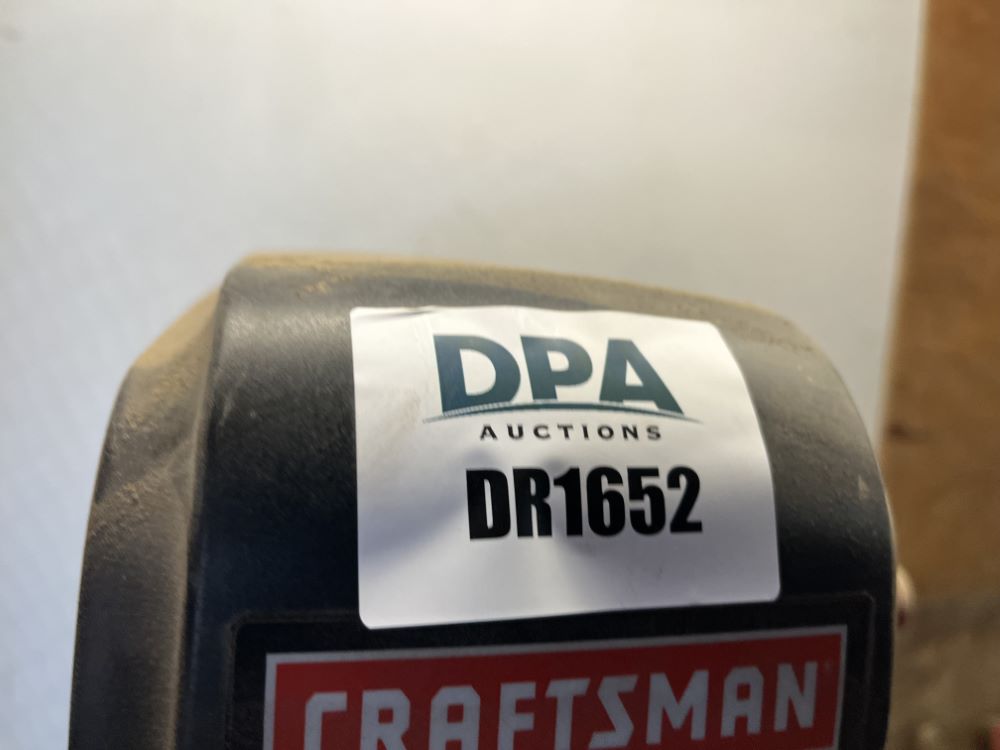 DPA
AUCTIONS
DR1652
CRAFTSMAN